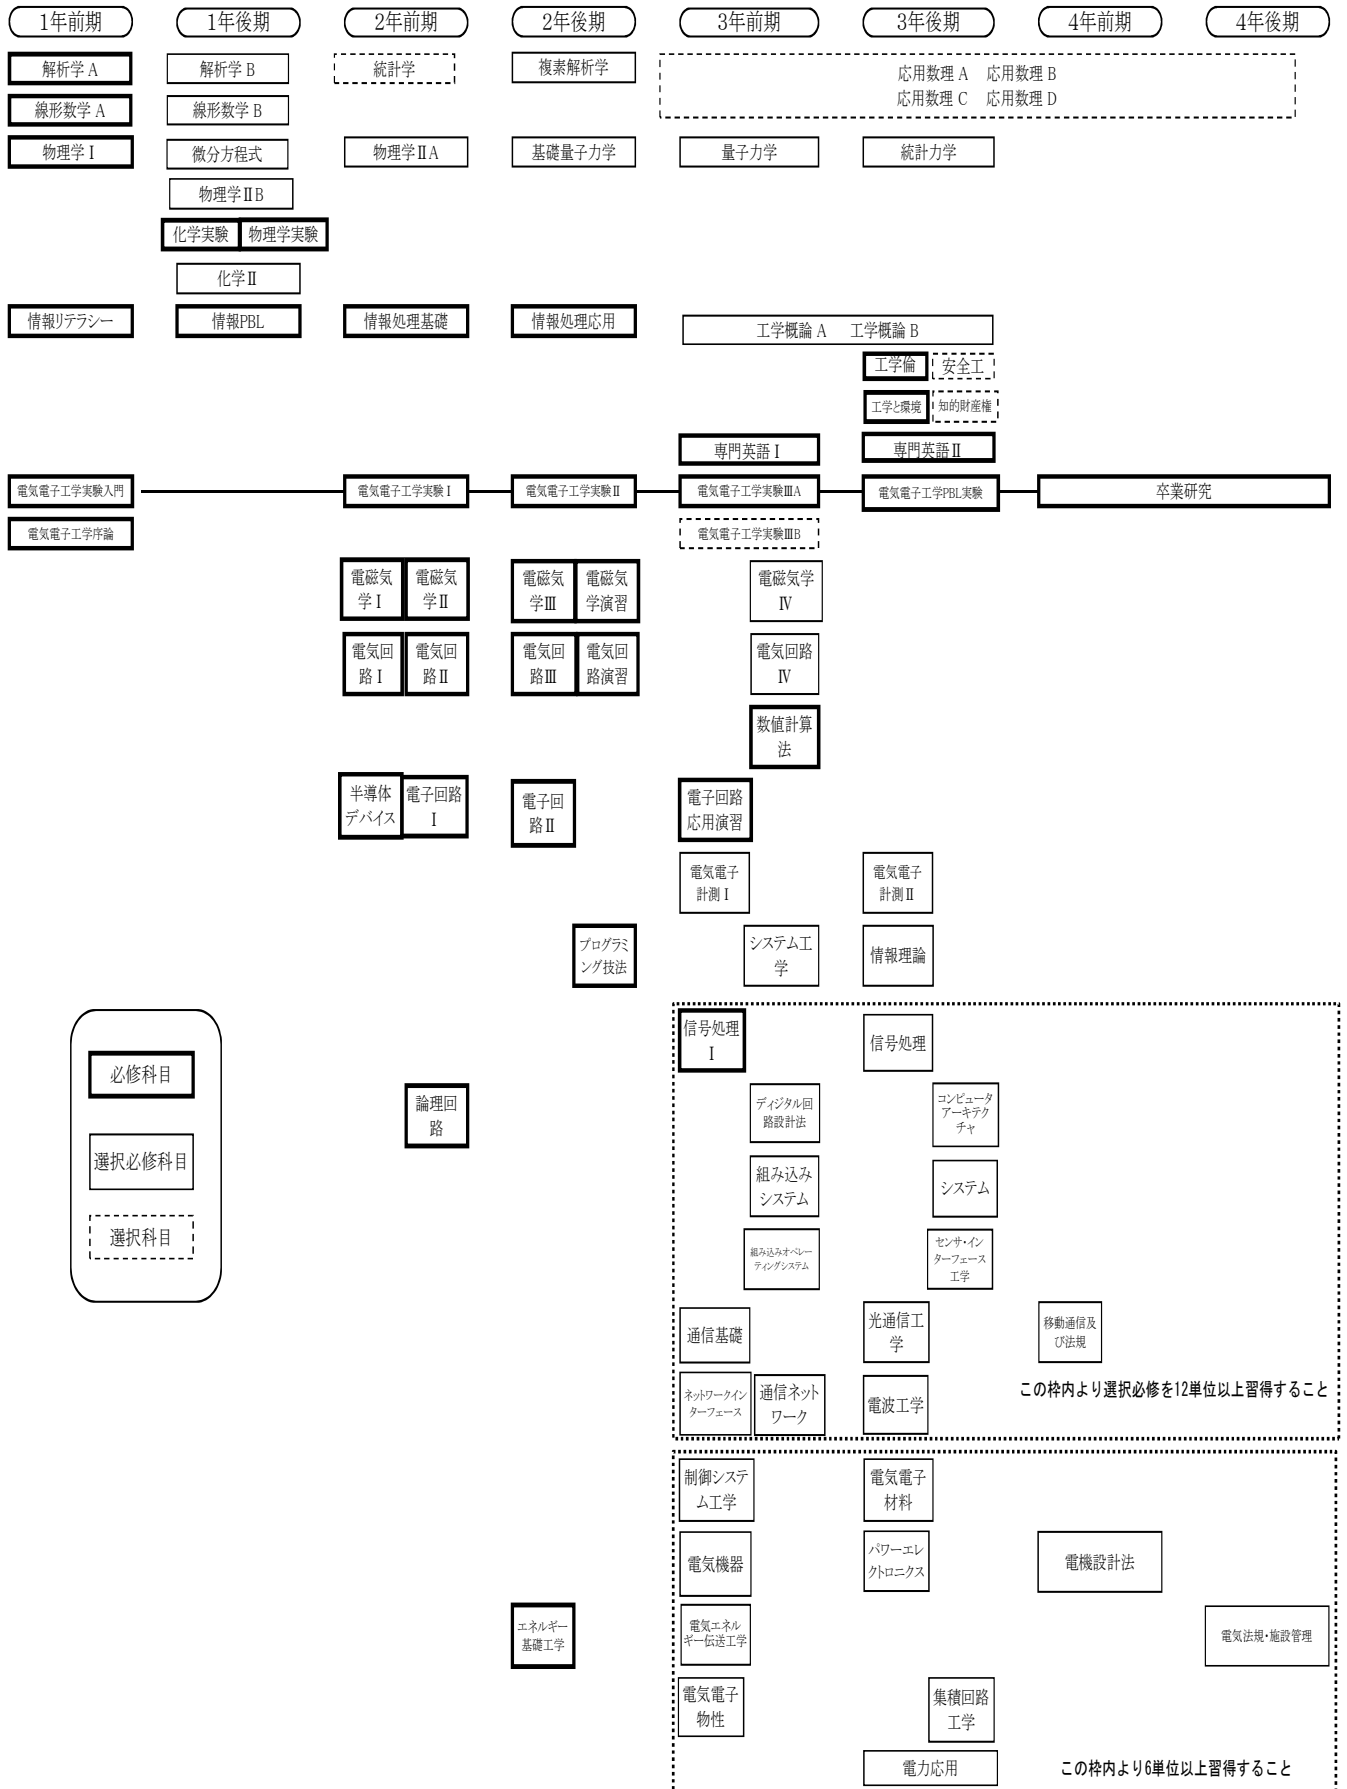 1年前期
1年後期
2年前期
2年後期
3年前期
3年後期
4年前期
4年後期
解析学 A
解析学 B
統計学
複素解析学
応用数理 A 応用数理 B
応用数理 C 応用数理 D
線形数学 A
線形数学 B
物理学 I
微分方程式
物理学ⅡA
基礎量子力学
量子力学
統計力学
物理学ⅡB
化学実験
物理学実験
化学Ⅱ
情報リテラシー
情報PBL
情報処理基礎
情報処理応用
工学概論 A 工学概論 B
工学倫
安全工
工学と環境
知的財産権
専門英語 I
専門英語Ⅱ
電気電子工学実験入門
電気電子工学実験 I
電気電子工学実験Ⅱ
電気電子工学実験ⅢA
電気電子工学PBL実験
卒業研究
電気電子工学序論
電気電子工学実験ⅢB
電磁気
学 I
電磁気
学Ⅱ
電磁気
学Ⅲ
電磁気
学演習
電磁気学
Ⅳ
電気回
路 I
電気回
路Ⅱ
電気回
路Ⅲ
電気回
路演習
電気回路
Ⅳ
数値計算
法
半導体
デバイス
電子回路
I
電子回
路Ⅱ
電子回路
応用演習
電気電子
計測 I
電気電子
計測Ⅱ
プログラミ
ング技法
システム工
学
情報理論
信号処理
I
信号処理
必修科目
論理回
路
ディジタル回
路設計法
コンピュータ
アーキテク
チャ
選択必修科目
組み込み
システム
システム
選択科目
組み込みオペレー
ティングシステム
センサ・イン
ターフェース
工学
通信基礎
光通信工
学
移動通信及
び法規
ネットワークイン
ターフェース
通信ネット
ワーク
電波工学
この枠内より選択必修を12単位以上習得すること
制御システ
ム工学
電気電子
材料
電気機器
パワーエレ
クトロニクス
電機設計法
エネルギー
基礎工学
電気エネル
ギー伝送工学
電気法規・施設管理
電気電子
物性
集積回路
工学
電力応用
この枠内より6単位以上習得すること